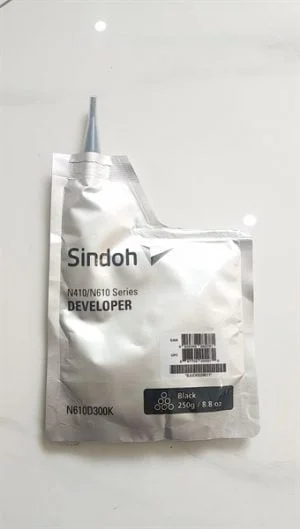 Sindoh
N410/N610 Series
DEVELOPER
Black
250g / 8.8 oz
N610D300K